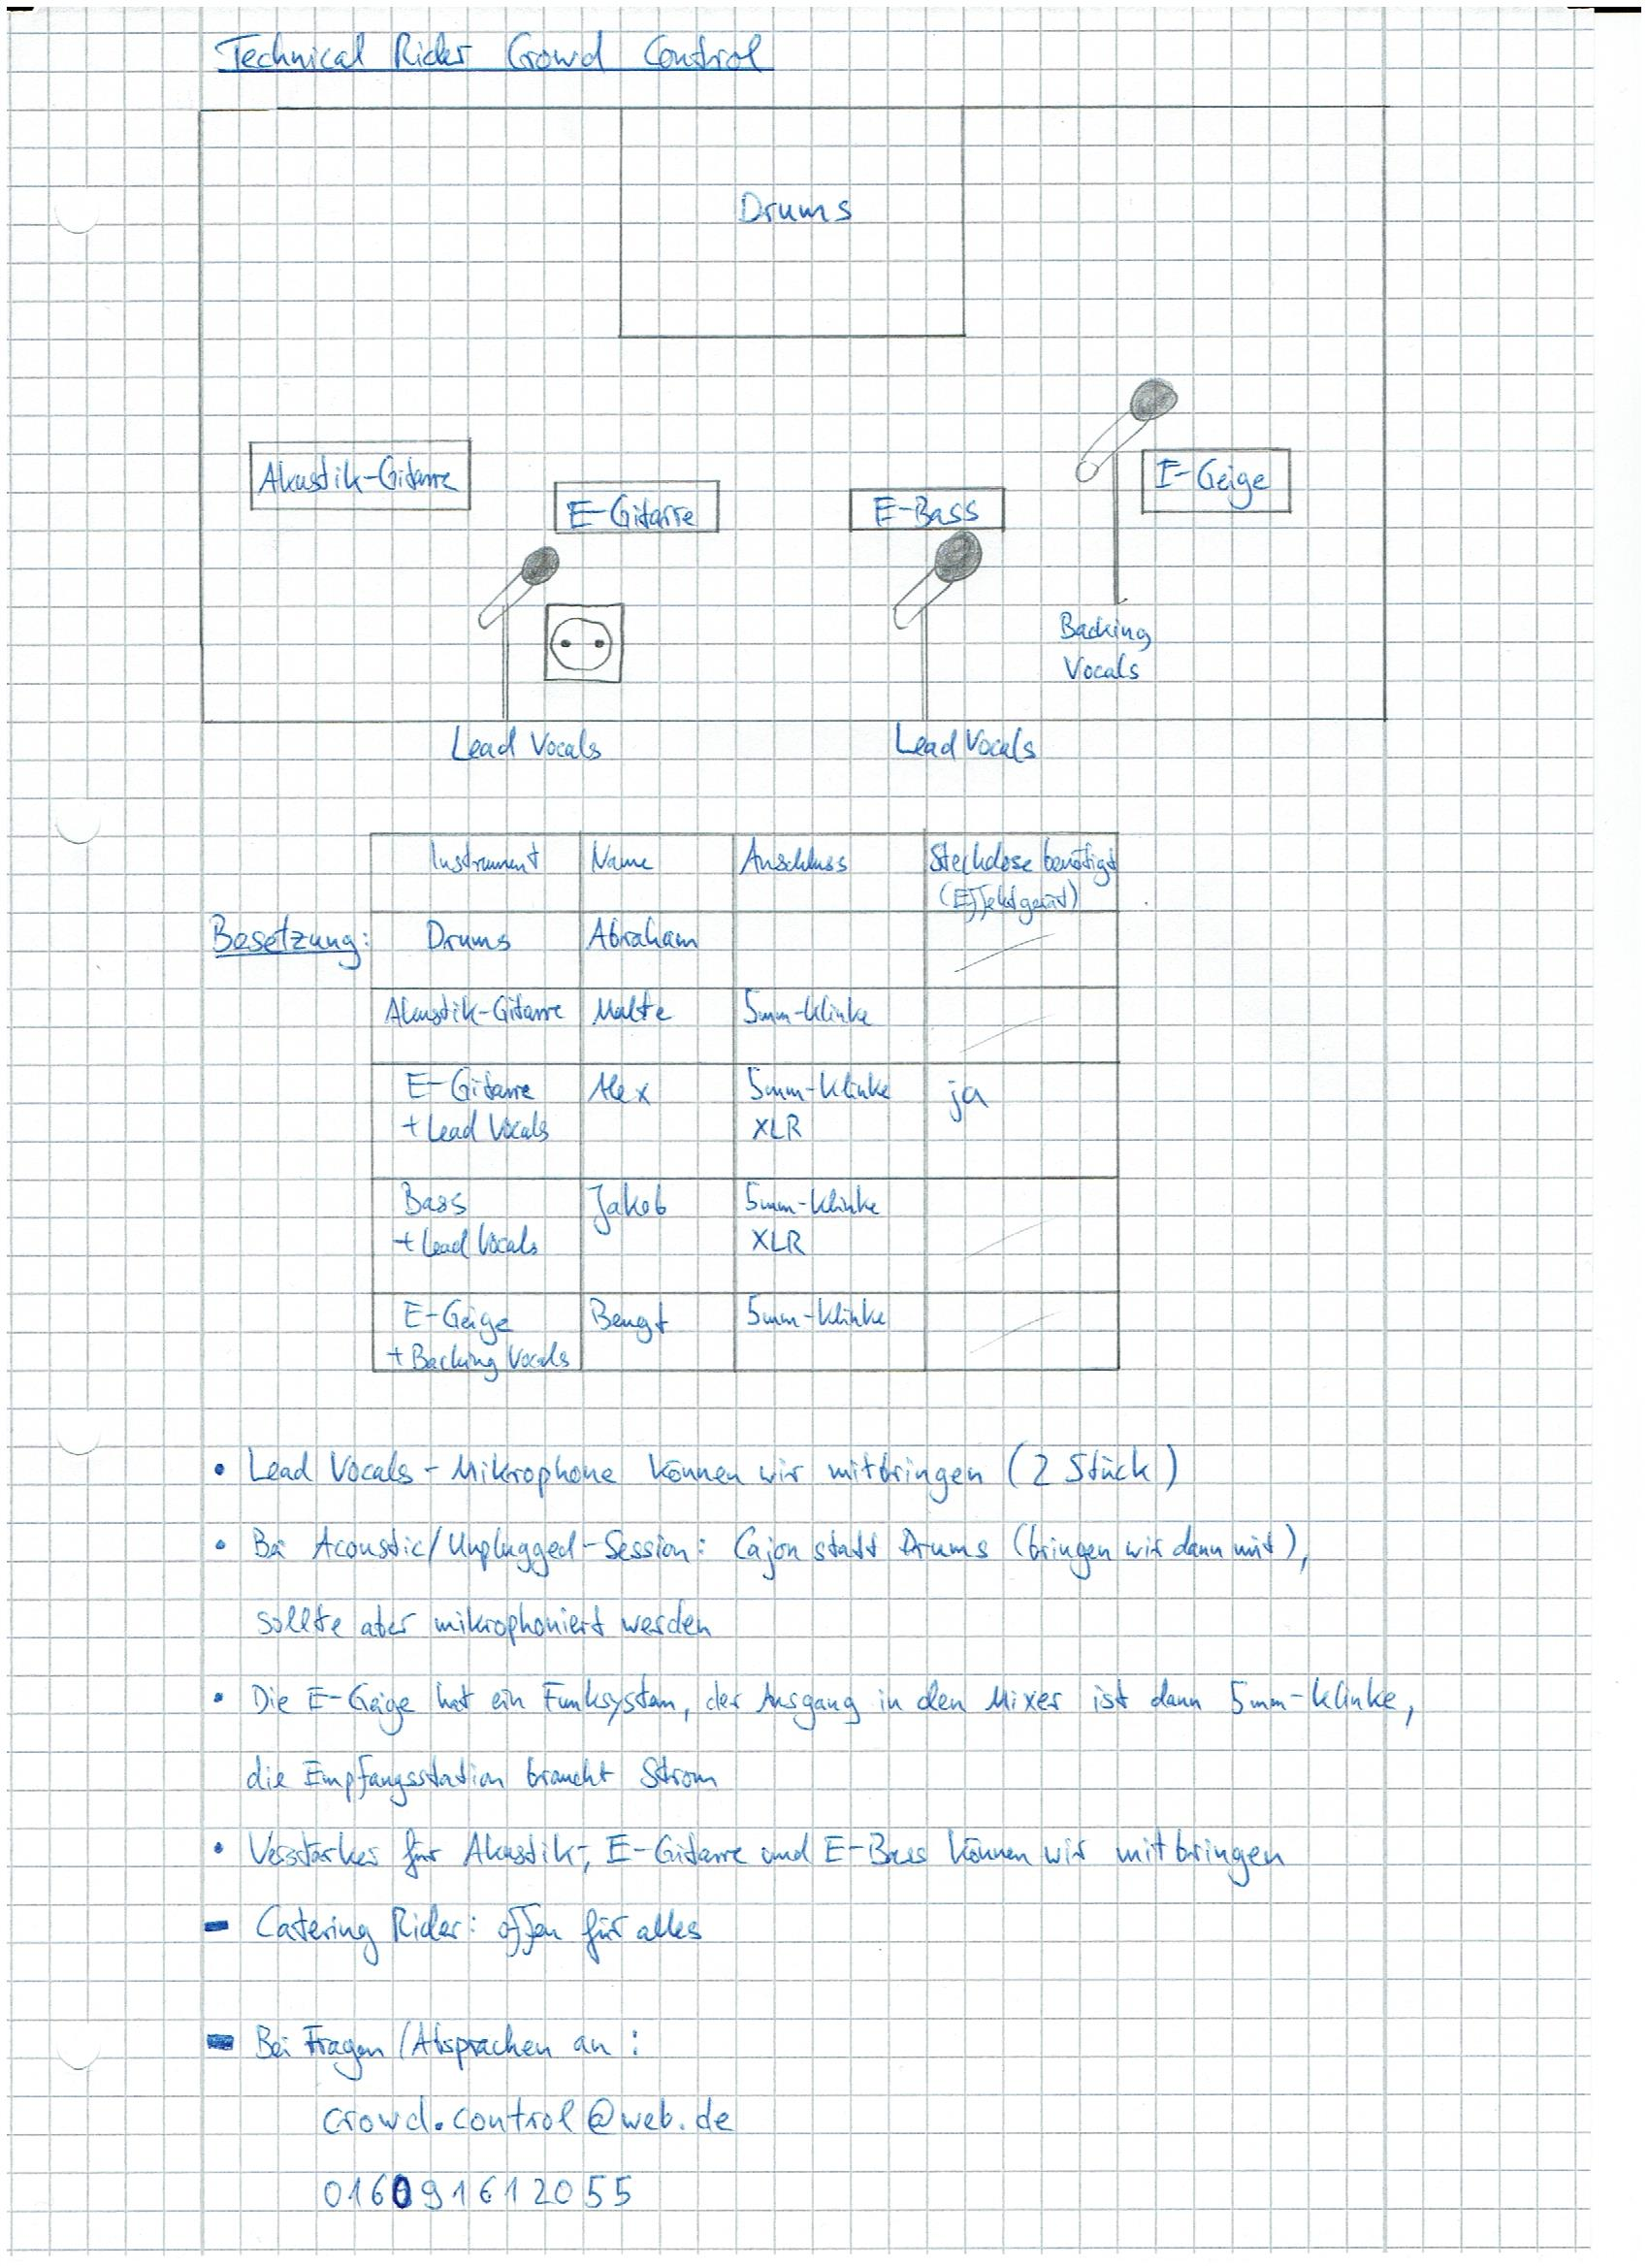 Technical Rider Crowd Control
Drums
Akustik-Gitarre
E-Gitarre
E-Bass
E-Geige
Backing
Vocals
Lead Vocals
Lead Vocals
Besetzung:
Instrument Name Anschluss Steckdose benötigt
(Effektgerät)
Drums Abraham
Akustik-Gitarre Malte 5mm-Klinke
E-Gitarre Alex 5mm-Klinke ja
+ Lead Vocals XLR
Bass Jakob 5mm-Klinke
+ Lead Vocals XLR
E-Geige Bengt 5mm-Klinke
+ Backing Vocals
• Lead Vocals - Mikrophone können wir mitbringen (2 Stück)
• Bei Acoustic/Unplugged-Session: Cajon statt Drums (bringen wir dann mit),
sollte aber mikrophoniert werden
• Die E-Geige hat ein Funksystem, der Ausgang in den Mixer ist dann 5mm-Klinke,
die Empfangsstation braucht Strom
• Verstärker für Akustik-, E-Gitarre und E-Bass können wir mitbringen
- Catering Rider: offen für alles
- Bei Fragen/Absprachen an:
crowd.control@web.de
016091612055